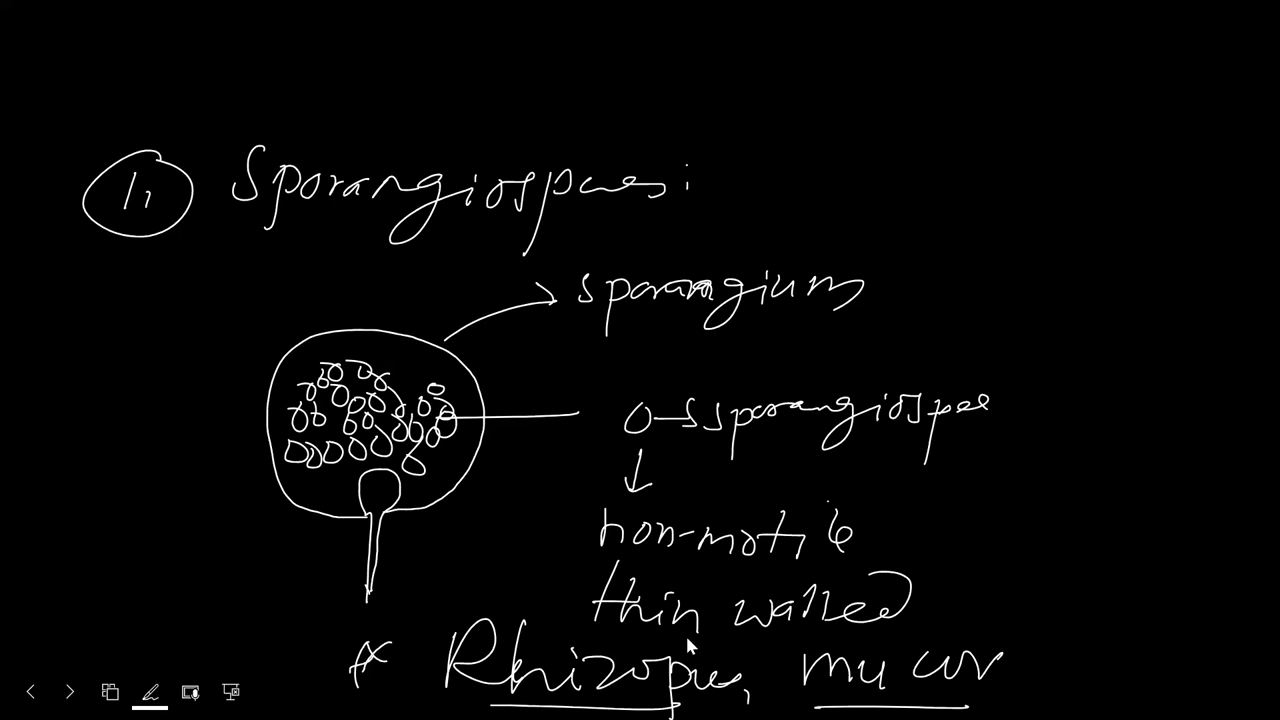 1, Sporangiospores:
sporangium
sporangiospore
non-motile
thin walled
* Rhizopus, mucor